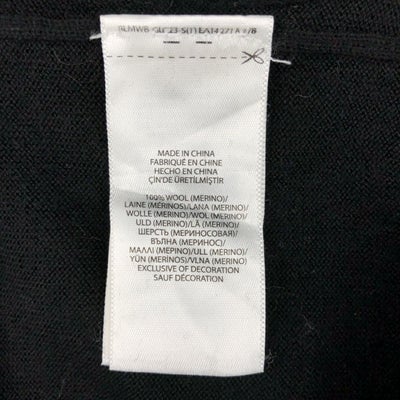 MADE IN CHINA
FABRIQUÉ EN CHINE
HECHO EN CHINA
ÇİN'DE ÜRETİLMİŞTİR
100% WOOL (MERINO)/
LAINE (MERINOS)/LANA (MERINO)/
WOLLE (MERINO)/WOL (MERINO)/
ULD (MERINO)/LÃ (MERINO)/
ШЕРСТЬ (МЕРИНОСОВАЯ)/
ВЪЛНА (МЕРИНОС)/
ΜΑΛΛΙ (ΜΕΡΙΝΟ)/ULL (MERINO)/
YÜN (MERİNOS)/VLNA (MERINO)
EXCLUSIVE OF DECORATION
SAUF DÉCORATION